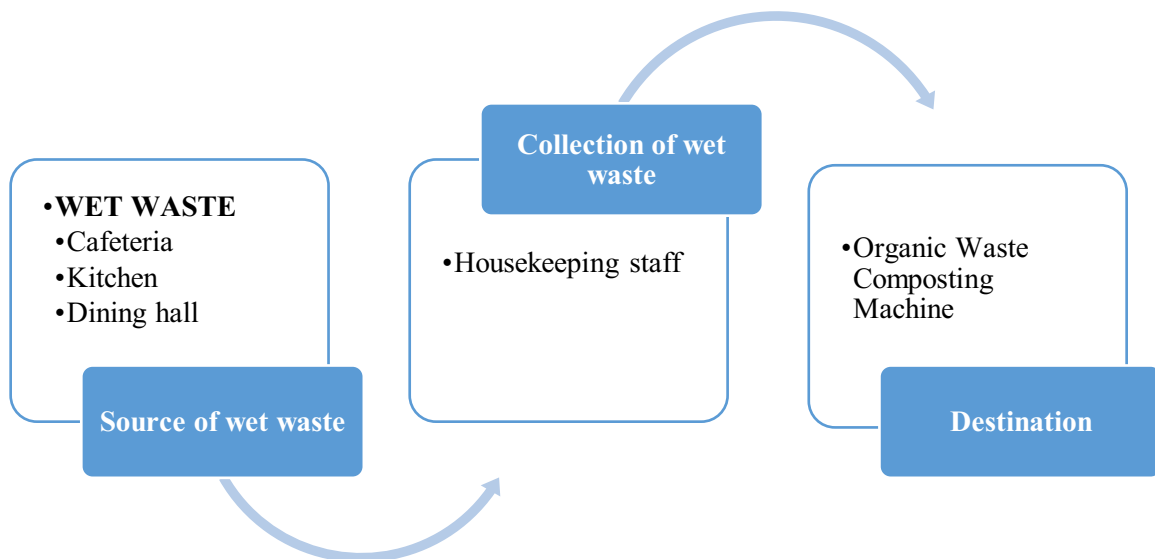 •WET WASTE
•Cafeteria
•Kitchen
•Dining hall
Source of wet waste
Collection of wet
waste
•Housekeeping staff
•Organic Waste
Composting
Machine
Destination